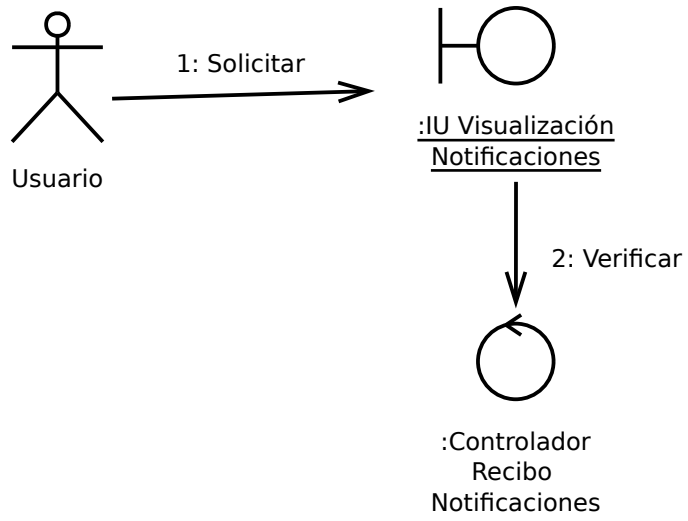 1: Solicitar
:IU Visualización
Notificaciones
Usuario
2: Verificar
:Controlador
Recibo
Notificaciones